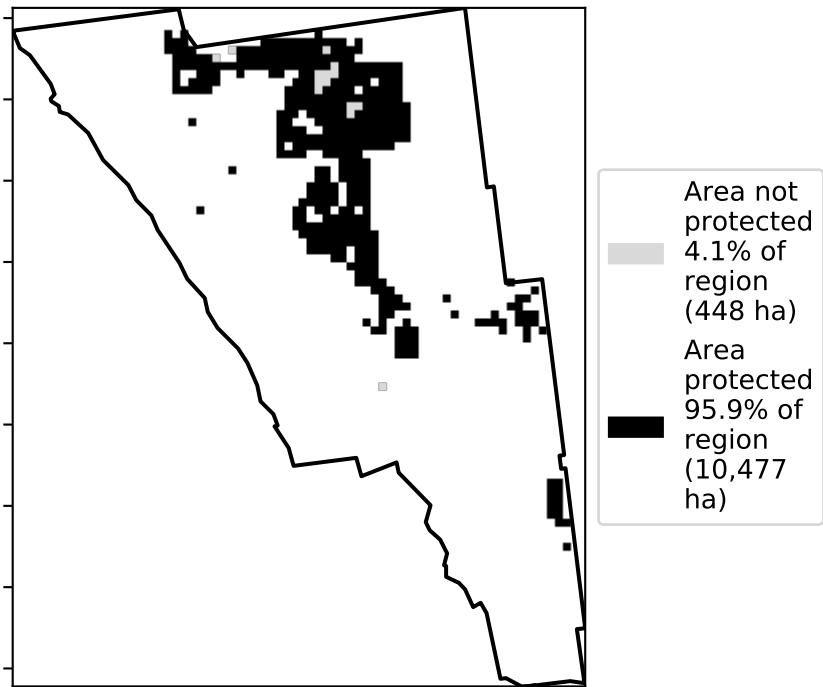 Area not
protected
4.1% of
region
(448 ha)
Area
protected
95.9% of
region
(10,477
ha)